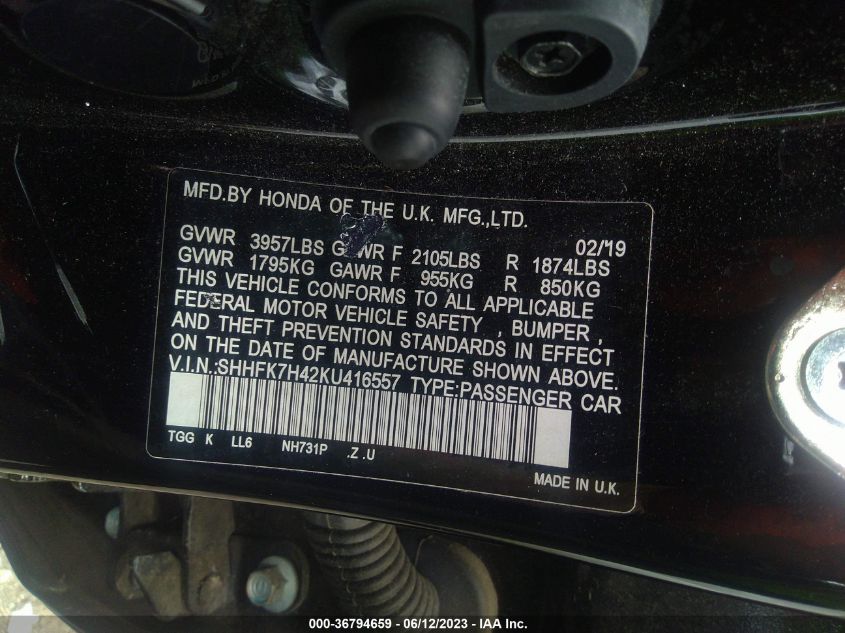 MFD.BY HONDA OF THE U.K. MFG.,LTD.
02/19
GVWR 3957LBS GAWR F 2105LBS R 1874LBS
GVWR 1795KG GAWR F 955KG R 850KG
THIS VEHICLE CONFORMS TO ALL APPLICABLE
FEDERAL MOTOR VEHICLE SAFETY , BUMPER ,
AND THEFT PREVENTION STANDARDS IN EFFECT
ON THE DATE OF MANUFACTURE SHOWN ABOVE.
V.I.N.:SHHFK7H42KU416557 TYPE:PASSENGER CAR
TGG K LL6 NH731P .Z .U
MADE IN U.K.
000-36794659 - 06/12/2023 - IAA Inc.